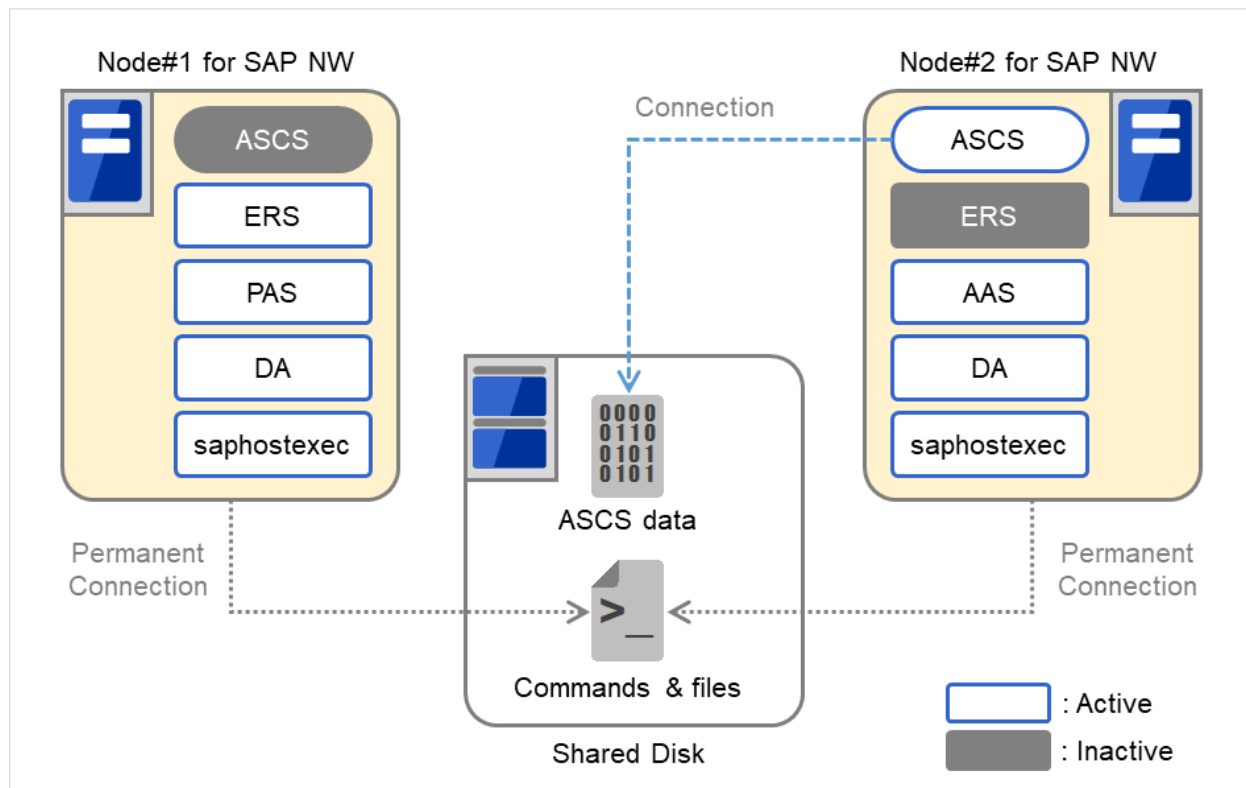 Node#1 for SAP NW
ASCS
ERS
PAS
DA
saphostexec
Permanent
Connection
Connection
Node#2 for SAP NW
ASCS
ERS
AAS
DA
saphostexec
Permanent
Connection
0000
0110
0101
0101
ASCS data
>_
Commands & files
Shared Disk
: Active
: Inactive